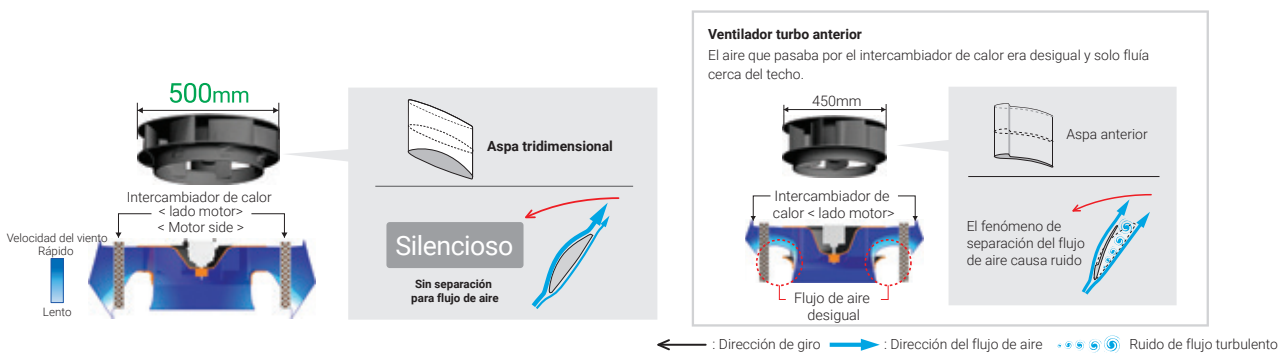 500mm
Intercambiador de calor
< lado motor>
< Motor side >
Velocidad del viento
Rápido
Lento
Aspa tridimensional
Silencioso
Sin separación
para flujo de aire
Ventilador turbo anterior
El aire que pasaba por el intercambiador de calor era desigual y solo fluía
cerca del techo.
450mm
Intercambiador de
calor < lado motor>
Flujo de aire
desigual
Aspa anterior
El fenómeno de
separación del flujo
de aire causa ruido
: Dirección de giro
: Dirección del flujo de aire
Ruido de flujo turbulento